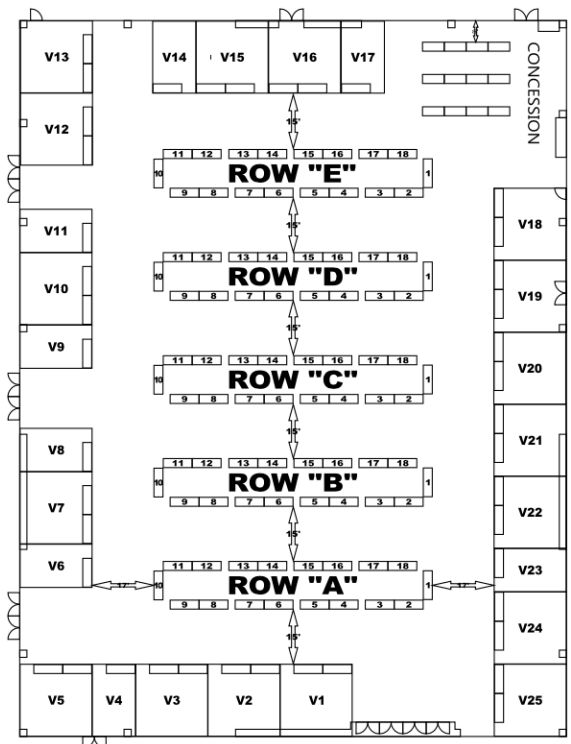 V13
V14
V15
V16
V17
CONCESSION
V12
15'
11 12 13 14 15 16 17 18
10 ROW "E" 1
9 8 7 6 5 4 3 2
V11
V18
15'
11 12 13 14 15 16 17 18
10 ROW "D" 1
9 8 7 6 5 4 3 2
V10
V19
15'
V9
V20
11 12 13 14 15 16 17 18
10 ROW "C" 1
9 8 7 6 5 4 3 2
V8
V21
15'
11 12 13 14 15 16 17 18
10 ROW "B" 1
9 8 7 6 5 4 3 2
V7
V22
15'
V6
V23
11 12 13 14 15 16 17 18
17' 10 ROW "A" 1 17'
9 8 7 6 5 4 3 2
15'
V24
V5
V4
V3
V2
V1
V25